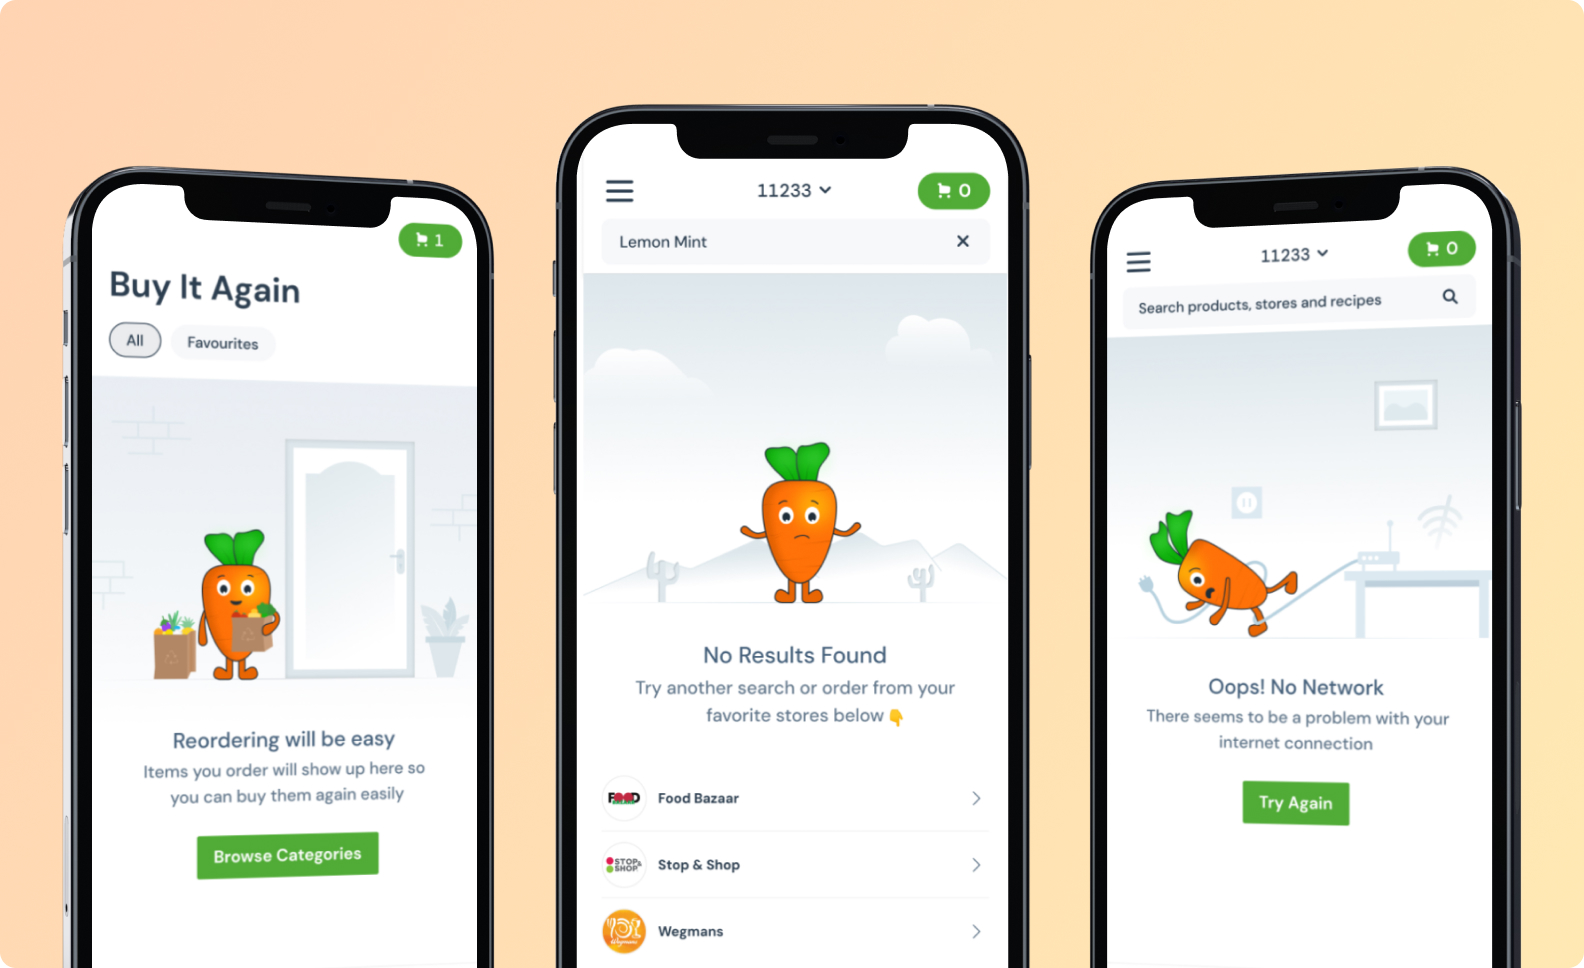 1
Buy It Again
All
Favourites
Reordering will be easy
Items you order will show up here so
you can buy them again easily
Browse Categories
11233
0
Lemon Mint
No Results Found
Try another search or order from your
favorite stores below 👇
FOOD
Food Bazaar
STOP&
SHOP
Stop & Shop
Wegmans
Wegmans
11233
0
Search products, stores and recipes
Oops! No Network
There seems to be a problem with your
internet connection
Try Again